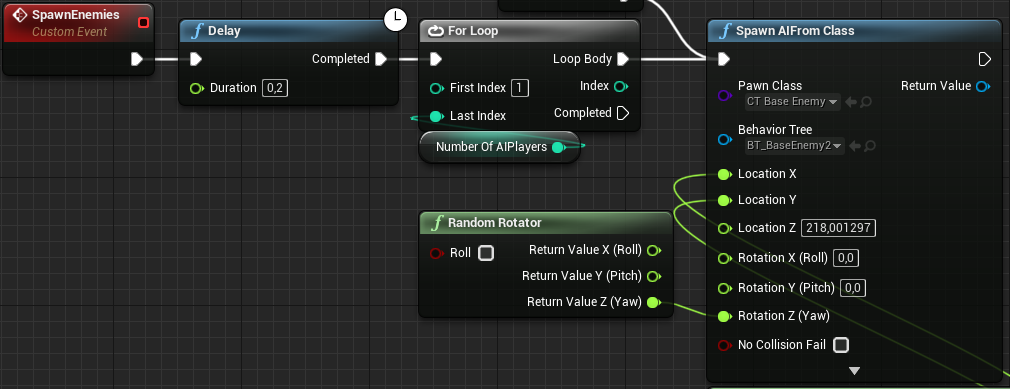 SpawnEnemies
Custom Event
f Delay
Completed
Duration 0,2
For Loop
Loop Body
First Index 1
Index
Last Index
Completed
Number Of AIPlayers
f Random Rotator
Roll
Return Value X (Roll)
Return Value Y (Pitch)
Return Value Z (Yaw)
f Spawn AIFrom Class
Pawn Class
CT Base Enemy
Return Value
Behavior Tree
BT_BaseEnemy2
Location X
Location Y
Location Z 218,001297
Rotation X (Roll) 0,0
Rotation Y (Pitch) 0,0
Rotation Z (Yaw)
No Collision Fail